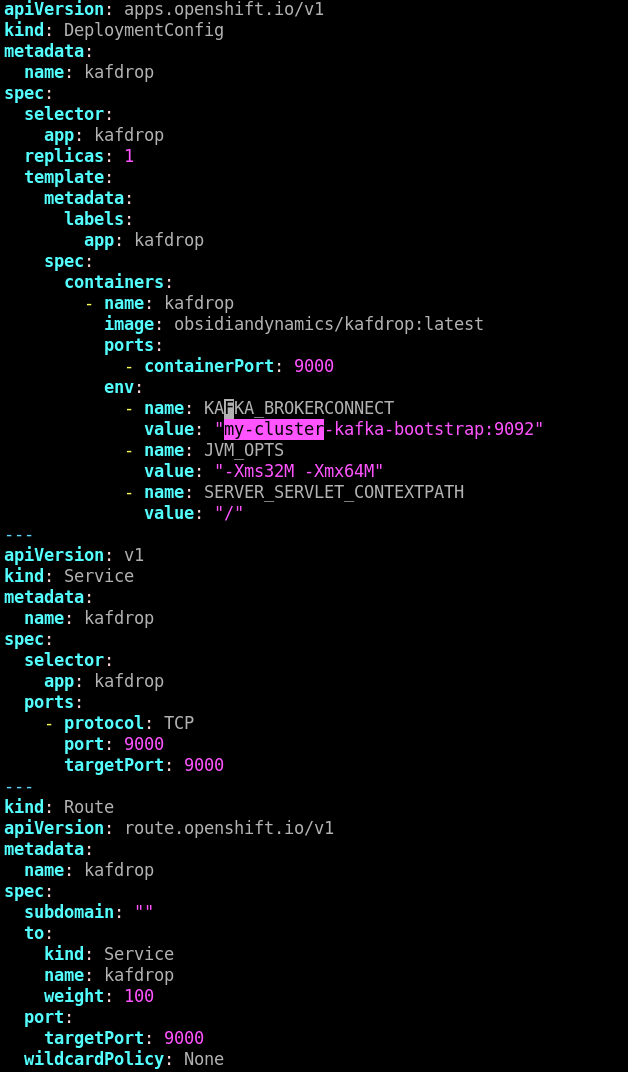 apiVersion: apps.openshift.io/v1
kind: DeploymentConfig
metadata:
  name: kafdrop
spec:
  selector:
    app: kafdrop
  replicas: 1
  template:
    metadata:
      labels:
        app: kafdrop
    spec:
      containers:
        - name: kafdrop
          image: obsidiandynamics/kafdrop:latest
          ports:
            - containerPort: 9000
          env:
            - name: KAFKA_BROKERCONNECT
              value: "my-cluster-kafka-bootstrap:9092"
            - name: JVM_OPTS
              value: "-Xms32M -Xmx64M"
            - name: SERVER_SERVLET_CONTEXTPATH
              value: "/"
---
apiVersion: v1
kind: Service
metadata:
  name: kafdrop
spec:
  selector:
    app: kafdrop
  ports:
    - protocol: TCP
      port: 9000
      targetPort: 9000
---
kind: Route
apiVersion: route.openshift.io/v1
metadata:
  name: kafdrop
spec:
  subdomain: ""
  to:
    kind: Service
    name: kafdrop
    weight: 100
  port:
    targetPort: 9000
  wildcardPolicy: None